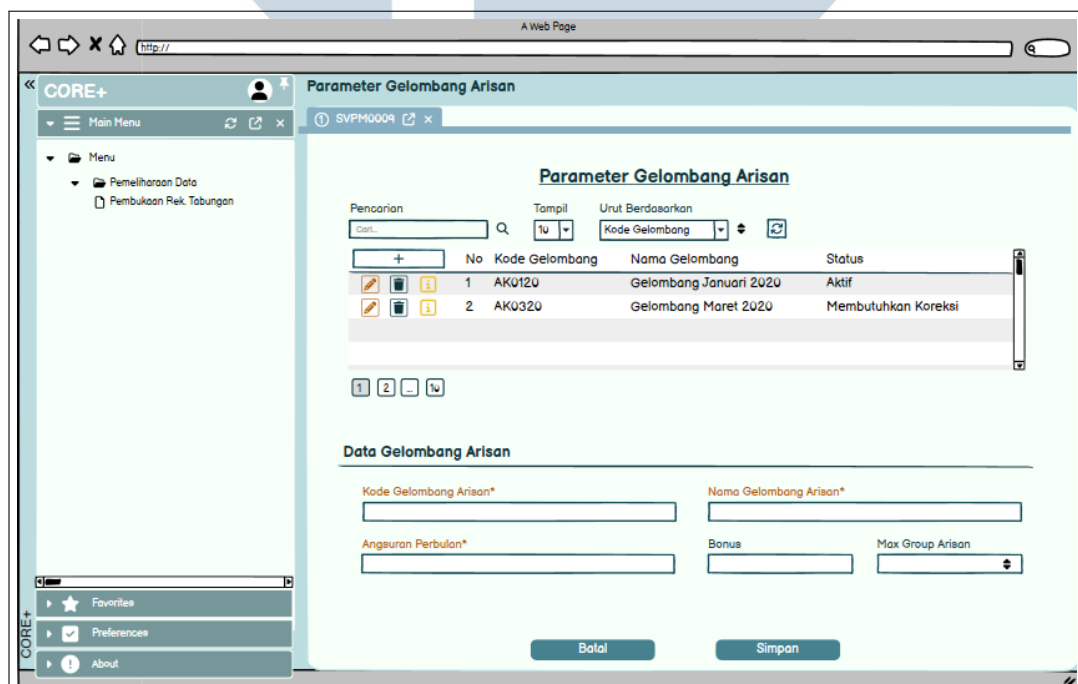 A Web Page
http://
CORE+
Main Menu
Menu
Pemeliharaan Data
Pembukaan Rek. Tabungan
Favorites
Preferences
About
CORE+
Parameter Gelombang Arisan
1 SVPM0009
Parameter Gelombang Arisan
Pencarian Tampil Urut Berdasarkan
Cari... 10 Kode Gelombang
+ No Kode Gelombang Nama Gelombang Status
1 AK0120 Gelombang Januari 2020 Aktif
2 AK0320 Gelombang Maret 2020 Membutuhkan Koreksi
1 2 ... 10
Data Gelombang Arisan
Kode Gelombang Arisan* Nama Gelombang Arisan*
Angsuran Perbulan* Bonus Max Group Arisan
Batal Simpan